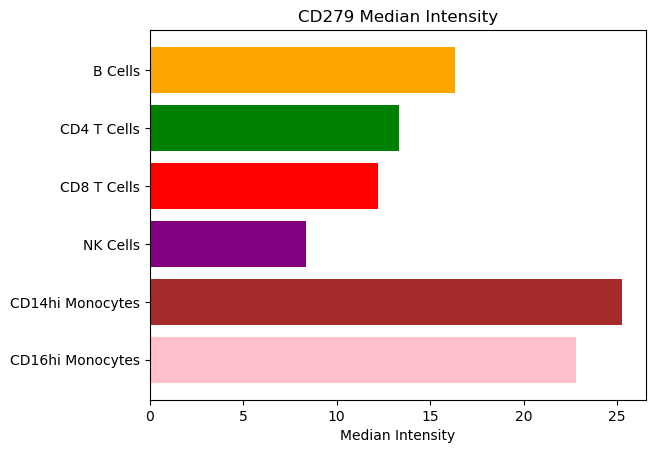 CD279 Median Intensity
B Cells
CD4 T Cells
CD8 T Cells
NK Cells
CD14hi Monocytes
CD16hi Monocytes
0 5 10 15 20 25
Median Intensity